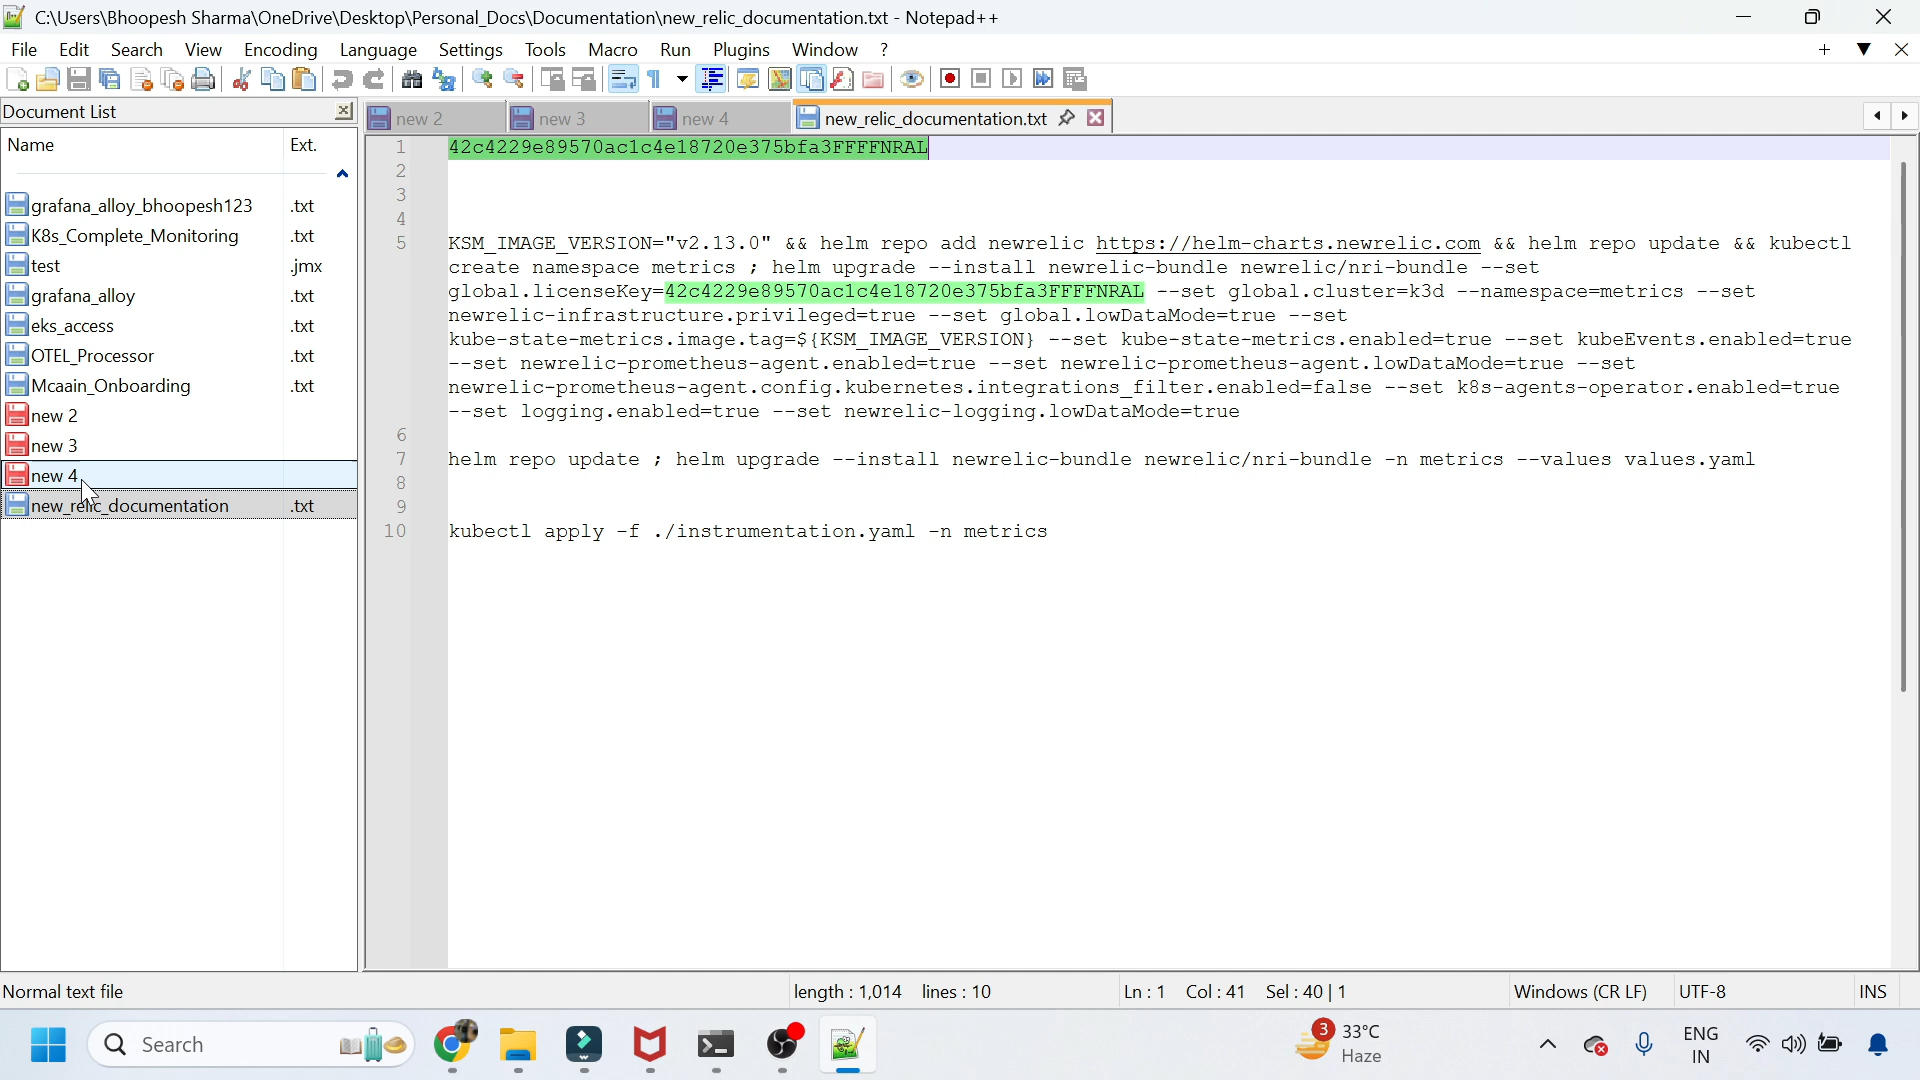 C:\Users\Bhoopesh Sharma\OneDrive\Desktop\Personal_Docs\Documentation\new_relic_documentation.txt - Notepad++
File Edit Search View Encoding Language Settings Tools Macro Run Plugins Window ?
Document List
new 2 new 3 new 4 new_relic_documentation.txt
Name Ext.
grafana_alloy_bhoopesh123 .txt
K8s_Complete_Monitoring .txt
test .jmx
grafana_alloy .txt
eks_access .txt
OTEL_Processor .txt
Mcaain_Onboarding .txt
new 2
new 3
new 4
new_relic_documentation .txt
1 42c4229e89570ac1c4e18720e375bfa3FFFFNRAL
2
3
4
5 KSM_IMAGE_VERSION="v2.13.0" && helm repo add newrelic https://helm-charts.newrelic.com && helm repo update && kubectl
create namespace metrics ; helm upgrade --install newrelic-bundle newrelic/nri-bundle --set
global.licenseKey=42c4229e89570ac1c4e18720e375bfa3FFFFNRAL --set global.cluster=k3d --namespace=metrics --set
newrelic-infrastructure.privileged=true --set global.lowDataMode=true --set
kube-state-metrics.image.tag=${KSM_IMAGE_VERSION} --set kube-state-metrics.enabled=true --set kubeEvents.enabled=true
--set newrelic-prometheus-agent.enabled=true --set newrelic-prometheus-agent.lowDataMode=true --set
newrelic-prometheus-agent.config.kubernetes.integrations_filter.enabled=false --set k8s-agents-operator.enabled=true
--set logging.enabled=true --set newrelic-logging.lowDataMode=true
6
7 helm repo update ; helm upgrade --install newrelic-bundle newrelic/nri-bundle -n metrics --values values.yaml
8
9
10 kubectl apply -f ./instrumentation.yaml -n metrics
Normal text file length : 1,014 lines : 10 Ln : 1 Col : 41 Sel : 40 | 1 Windows (CR LF) UTF-8 INS
Search 3 33°C Haze ENG IN